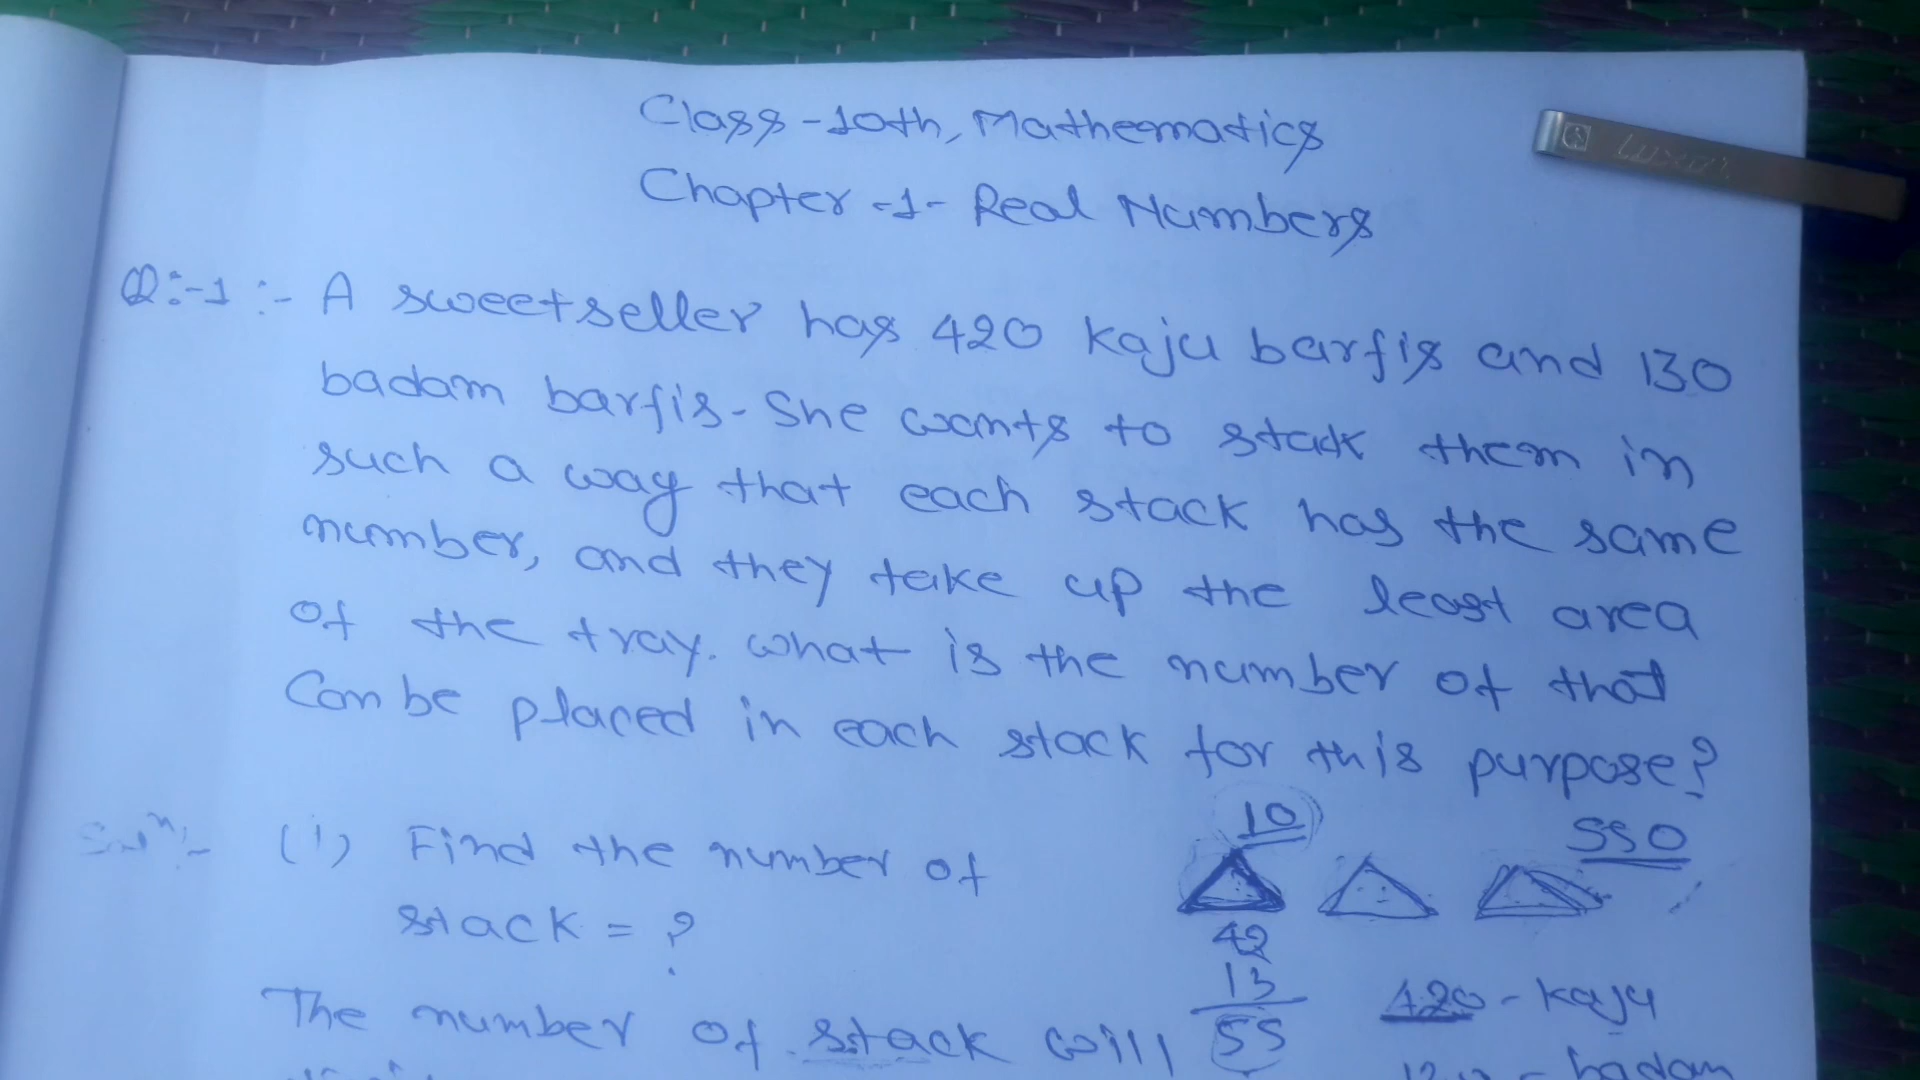 Class-10th, Mathematics
Chapter-1- Real Numbers
Q:-1:- A sweetseller has 420 kaju barfis and 130
badam barfis. She wants to stack them in
such a way that each stack has the same
number, and they take up the least area
of the tray. what is the number of that
Can be placed in each stack for this purpose?
Solⁿ:- (i) Find the number of
stack = ?
10
550
42
13
55
420 - kaju
130 - badam
The number of stack will
LUXOR